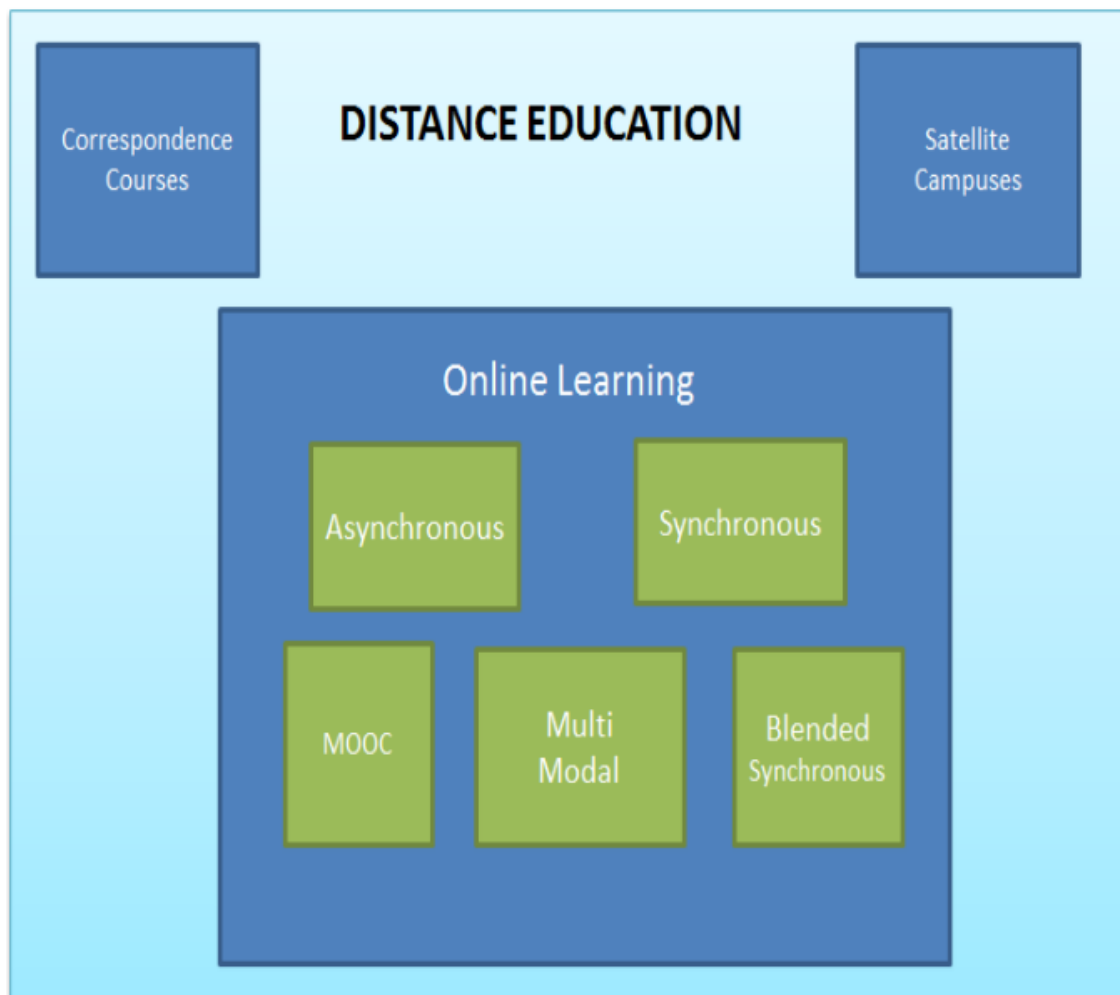 Correspondence
Courses
DISTANCE EDUCATION
Satellite
Campuses
Online Learning
Asynchronous
Synchronous
MOOC
Multi
Modal
Blended
Synchronous